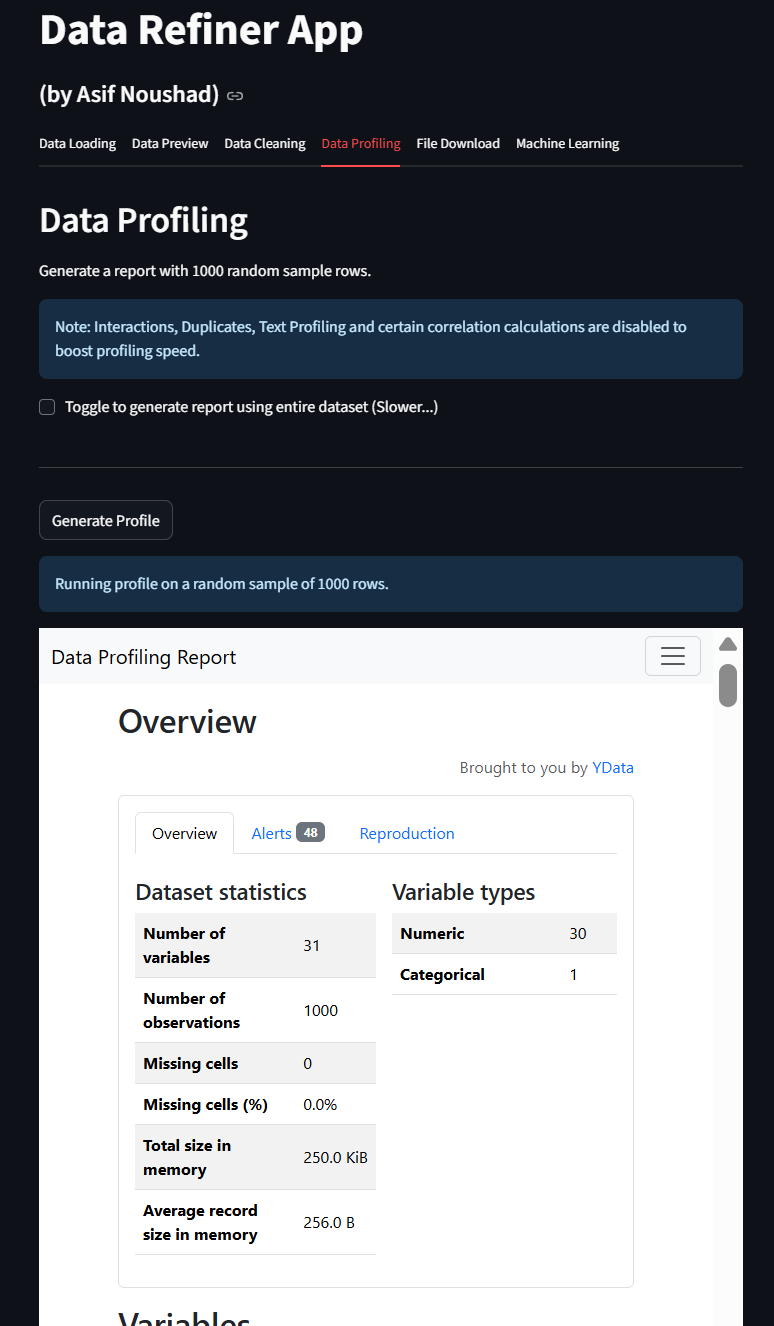 Data Refiner App
(by Asif Noushad)
Data Loading Data Preview Data Cleaning Data Profiling File Download Machine Learning
Data Profiling
Generate a report with 1000 random sample rows.
Note: Interactions, Duplicates, Text Profiling and certain correlation calculations are disabled to
boost profiling speed.
Toggle to generate report using entire dataset (Slower...)
Generate Profile
Running profile on a random sample of 1000 rows.
Data Profiling Report
Overview
Brought to you by YData
Overview Alerts 48 Reproduction
Dataset statistics
Number of
variables 31
Number of
observations 1000
Missing cells 0
Missing cells (%) 0.0%
Total size in
memory 250.0 KiB
Average record
size in memory 256.0 B
Variable types
Numeric 30
Categorical 1
Variables